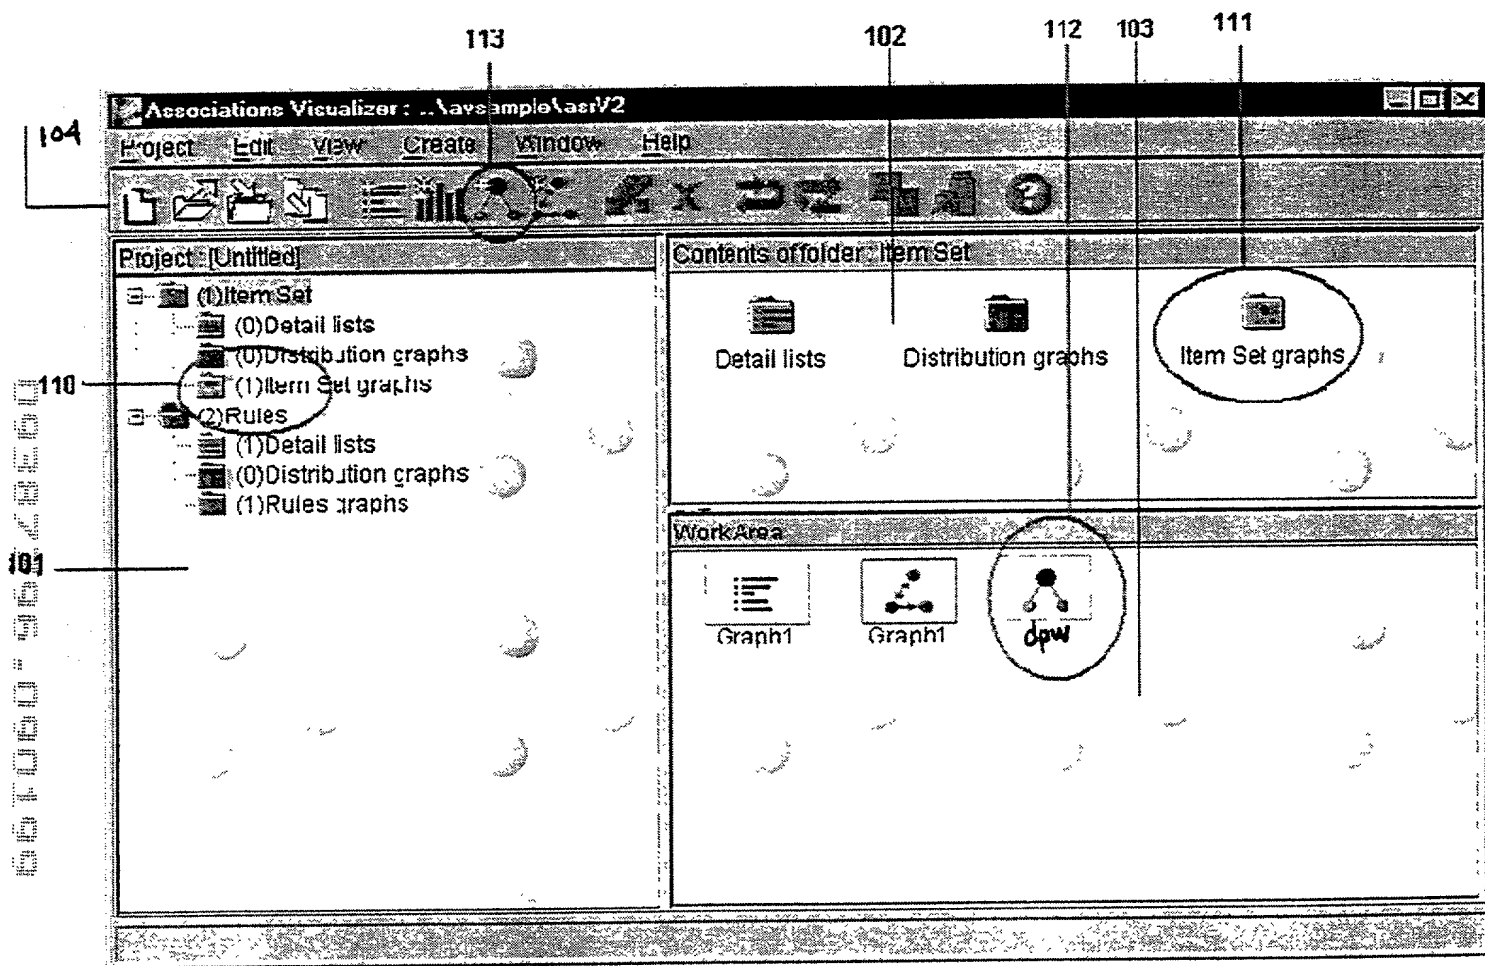 113 102 112 103 111
Associations Visualizer : ..\avsample\asrV2
104
Project Edit View Create Window Help
Project : [Untitled]
(1)Item Set
(0)Detail lists
(0)Distribution graphs
110
(1)Item Set graphs
(2)Rules
(1)Detail lists
(0)Distribution graphs
(1)Rules graphs
101
Contents of folder : Item Set
Detail lists Distribution graphs Item Set graphs
WorkArea
Graph1 Graph1 dpw